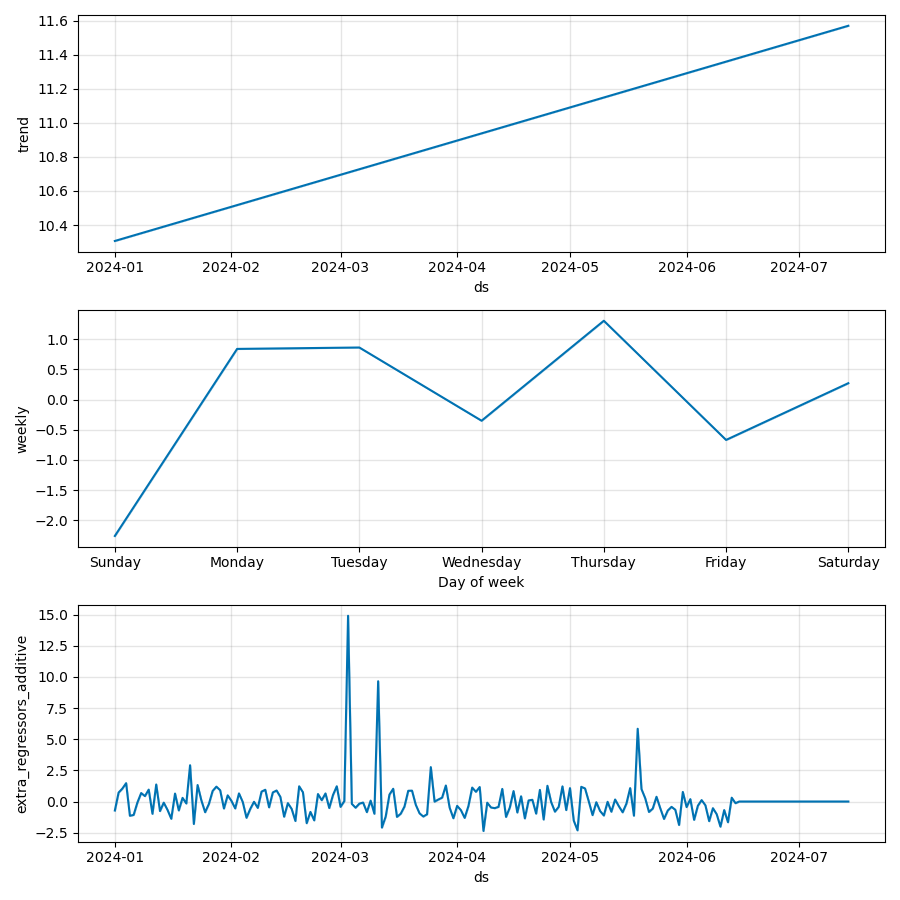 11.6
11.4
11.2
11.0
10.8
10.6
10.4
trend
2024-01 2024-02 2024-03 2024-04 2024-05 2024-06 2024-07
ds
1.0
0.5
0.0
−0.5
−1.0
−1.5
−2.0
weekly
Sunday Monday Tuesday Wednesday Thursday Friday Saturday
Day of week
15.0
12.5
10.0
7.5
5.0
2.5
0.0
−2.5
extra_regressors_additive
2024-01 2024-02 2024-03 2024-04 2024-05 2024-06 2024-07
ds